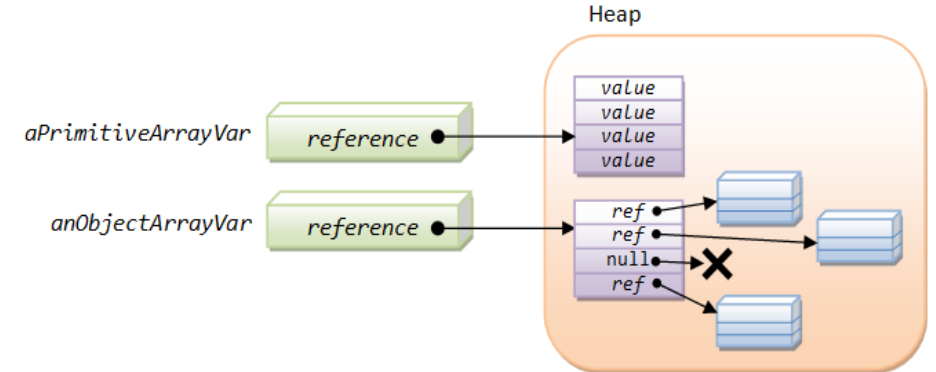 Heap
aPrimitiveArrayVar
reference
value
value
value
value
anObjectArrayVar
reference
ref
ref
null
ref